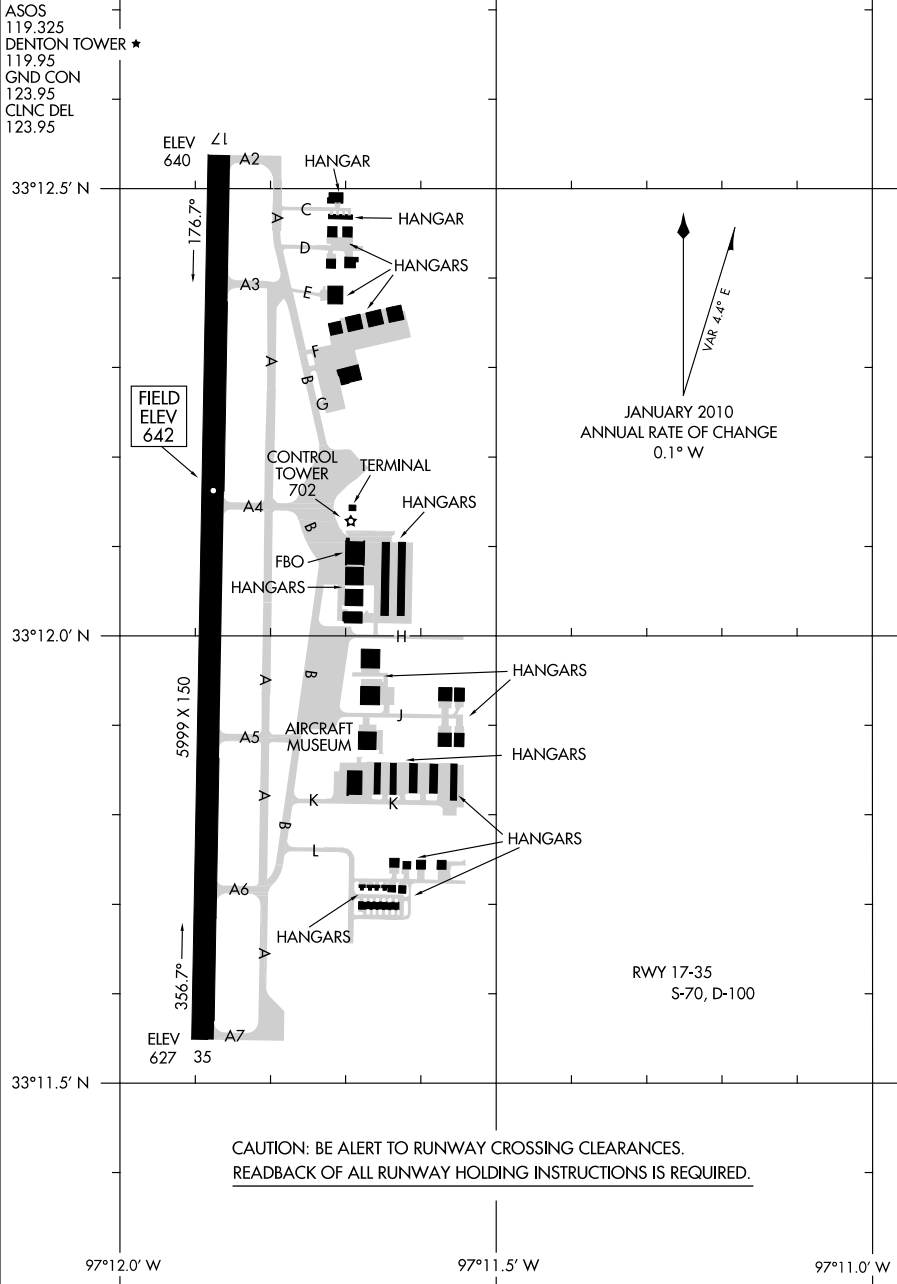 ASOS
119.325
DENTON TOWER ★
119.95
GND CON
123.95
CLNC DEL
123.95
ELEV
640
17
A2
HANGAR
33°12.5' N
C
HANGAR
A
176.7°
D
HANGARS
A3
E
VAR 4.4° E
F
A
B
FIELD
ELEV
642
G
JANUARY 2010
ANNUAL RATE OF CHANGE
0.1° W
CONTROL
TOWER
702
TERMINAL
HANGARS
A4
B
FBO
HANGARS
33°12.0' N
H
HANGARS
A
B
5999 X 150
J
A5
AIRCRAFT
MUSEUM
HANGARS
A
K
K
B
L
HANGARS
A6
HANGARS
A
356.7°
RWY 17-35
S-70, D-100
A7
ELEV
627
35
33°11.5' N
CAUTION: BE ALERT TO RUNWAY CROSSING CLEARANCES.
READBACK OF ALL RUNWAY HOLDING INSTRUCTIONS IS REQUIRED.
97°12.0' W
97°11.5' W
97°11.0' W